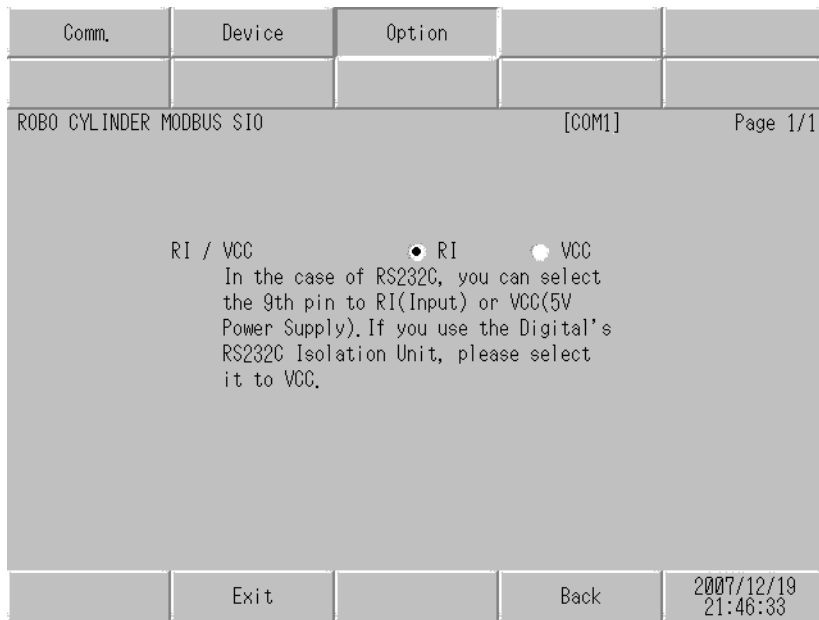 Comm. Device Option
ROBO CYLINDER MODBUS SIO [COM1] Page 1/1
RI / VCC RI VCC
In the case of RS232C, you can select
the 9th pin to RI(Input) or VCC(5V
Power Supply).If you use the Digital's
RS232C Isolation Unit, please select
it to VCC.
Exit Back 2007/12/19
21:46:33